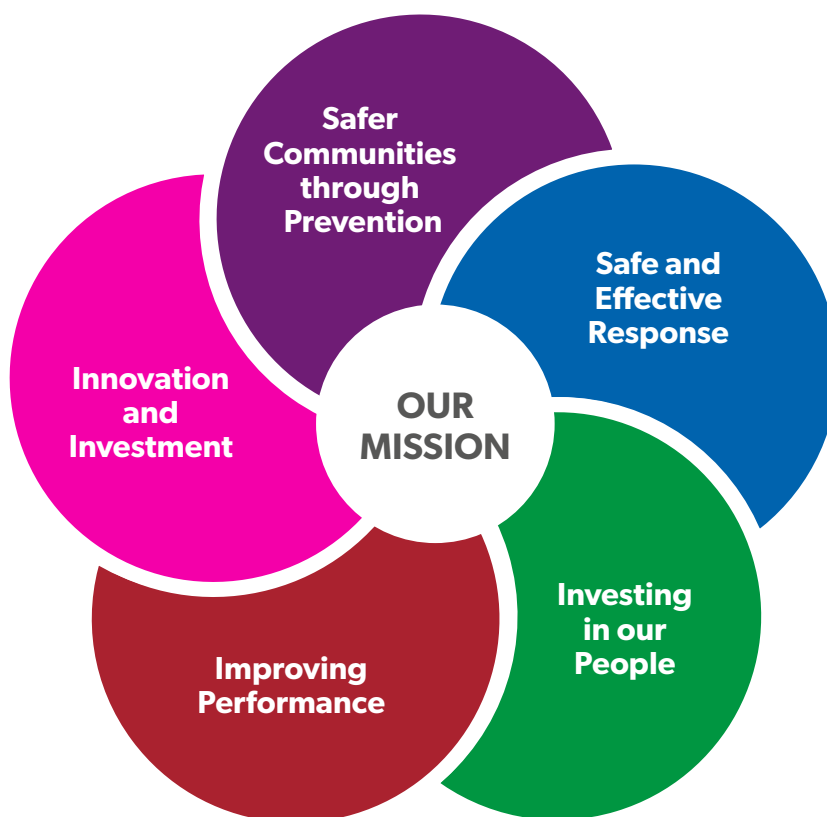 Safer
Communities
through
Prevention
Safe and
Effective
Response
Innovation
and
Investment
OUR
MISSION
Investing
in our
People
Improving
Performance